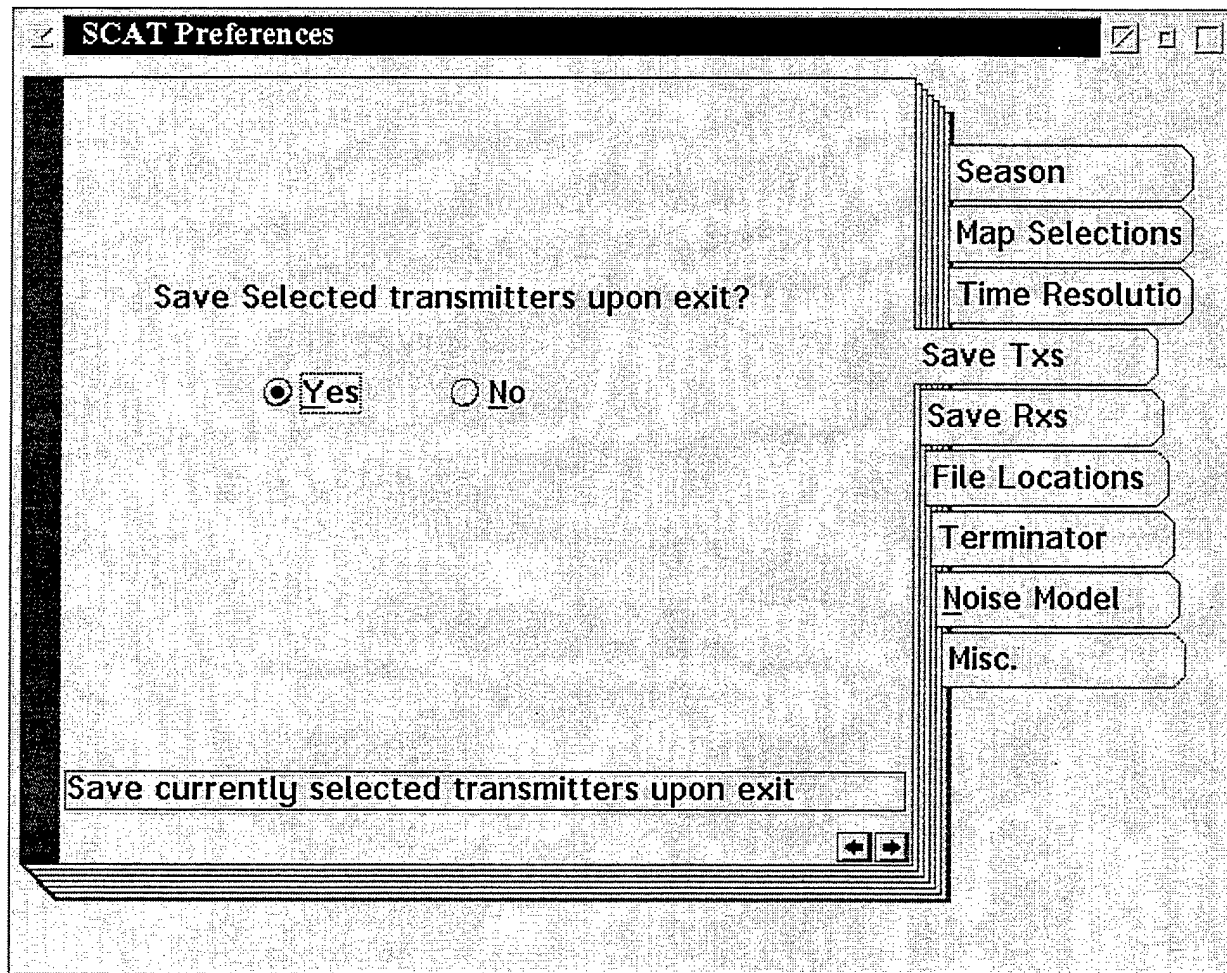 SCAT Preferences
Season
Map Selections
Time Resolutio
Save Selected transmitters upon exit?
Save Txs
Yes No
Save Rxs
File Locations
Terminator
Noise Model
Misc.
Save currently selected transmitters upon exit